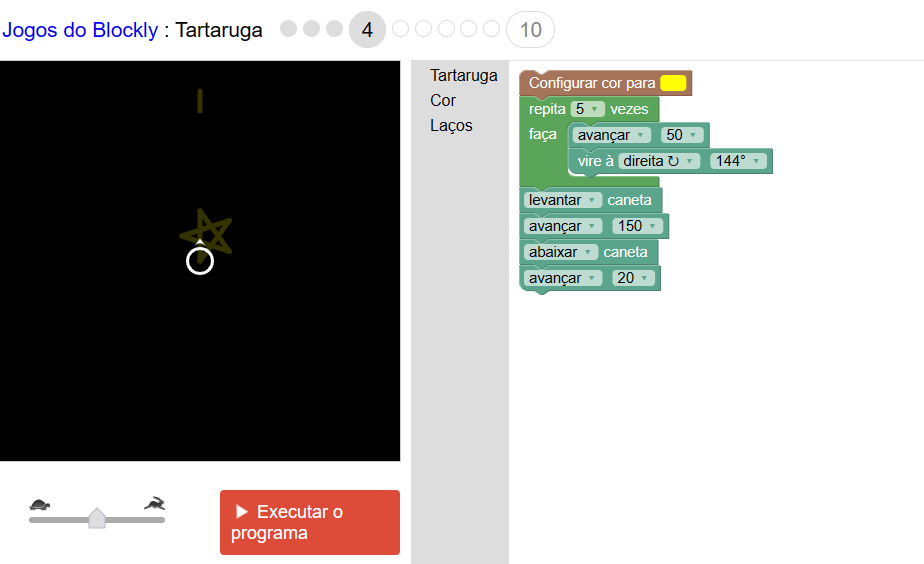 Jogos do Blockly : Tartaruga 4 10
Tartaruga
Cor
Laços
Configurar cor para
repita 5 vezes
faça avançar 50
vire à direita ↻ 144°
levantar caneta
avançar 150
abaixar caneta
avançar 20
Executar o
programa